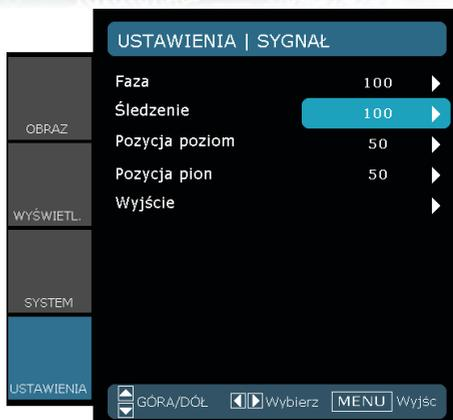 USTAWIENIA | SYGNAŁ
Faza 100
Śledzenie 100
Pozycja poziom 50
Pozycja pion 50
Wyjście
OBRAZ
WYŚWIETL.
SYSTEM
USTAWIENIA
GÓRA/DÓŁ Wybierz MENU Wyjśc